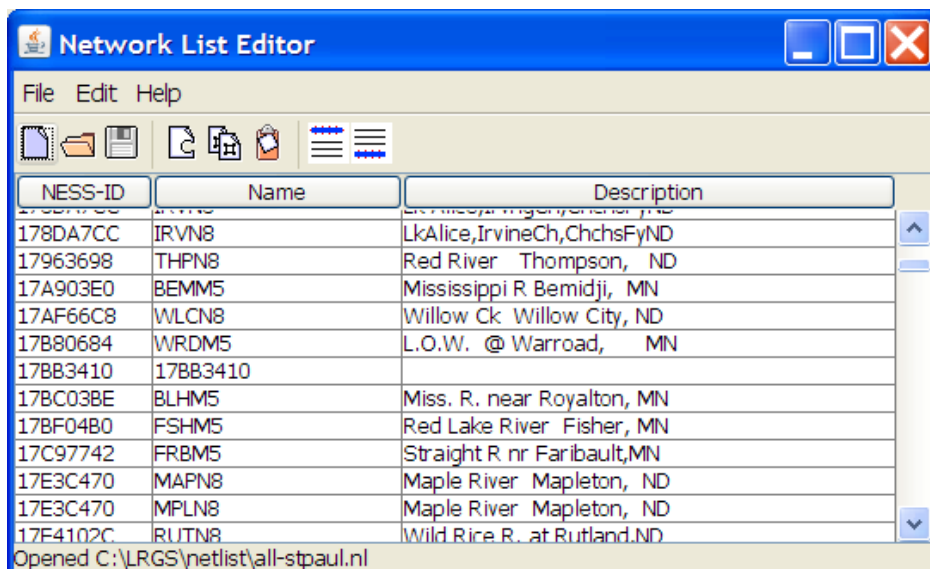 Network List Editor
File Edit Help
NESS-ID Name Description
178DA7CC IRVN8 LkAlice,IrvineCh,ChchsFyND
17963698 THPN8 Red River Thompson, ND
17A903E0 BEMM5 Mississippi R Bemidji, MN
17AF66C8 WLCN8 Willow Ck Willow City, ND
17B80684 WRDM5 L.O.W. @ Warroad, MN
17BB3410 17BB3410
17BC03BE BLHM5 Miss. R. near Royalton, MN
17BF04B0 FSHM5 Red Lake River Fisher, MN
17C97742 FRBM5 Straight R nr Faribault,MN
17E3C470 MAPN8 Maple River Mapleton, ND
17E3C470 MPLN8 Maple River Mapleton, ND
17E4102C RUTN8 Wild Rice R. at Rutland,ND
Opened C:\LRGS\netlist\all-stpaul.nl